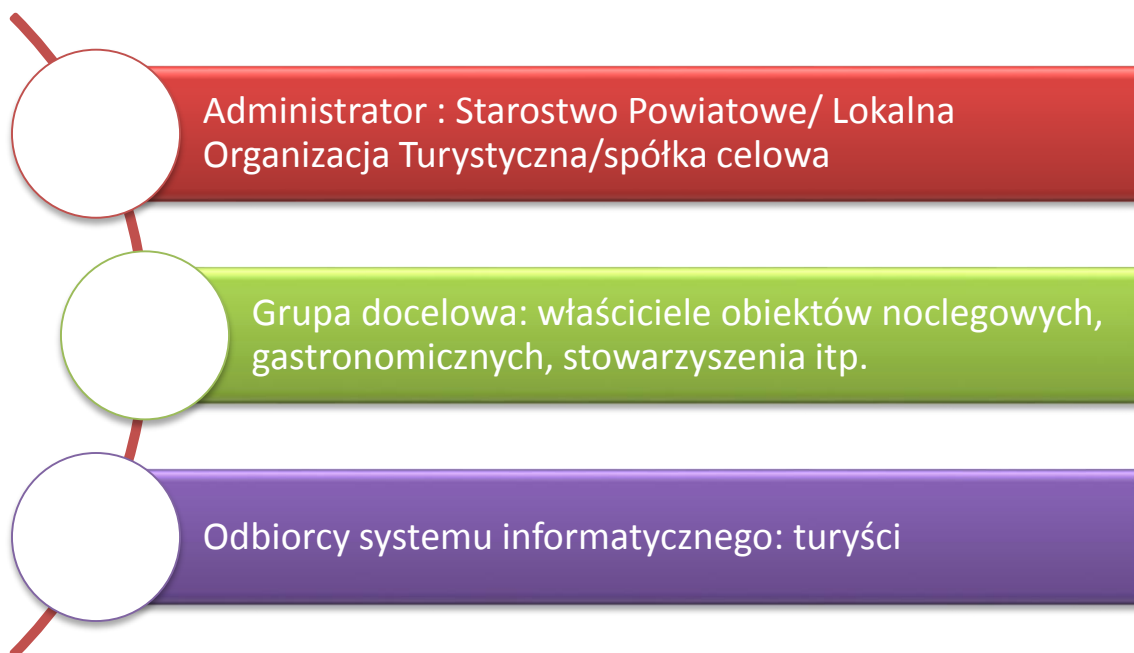 Administrator : Starostwo Powiatowe/ Lokalna
Organizacja Turystyczna/spółka celowa
Grupa docelowa: właściciele obiektów noclegowych,
gastronomicznych, stowarzyszenia itp.
Odbiorcy systemu informatycznego: turyści